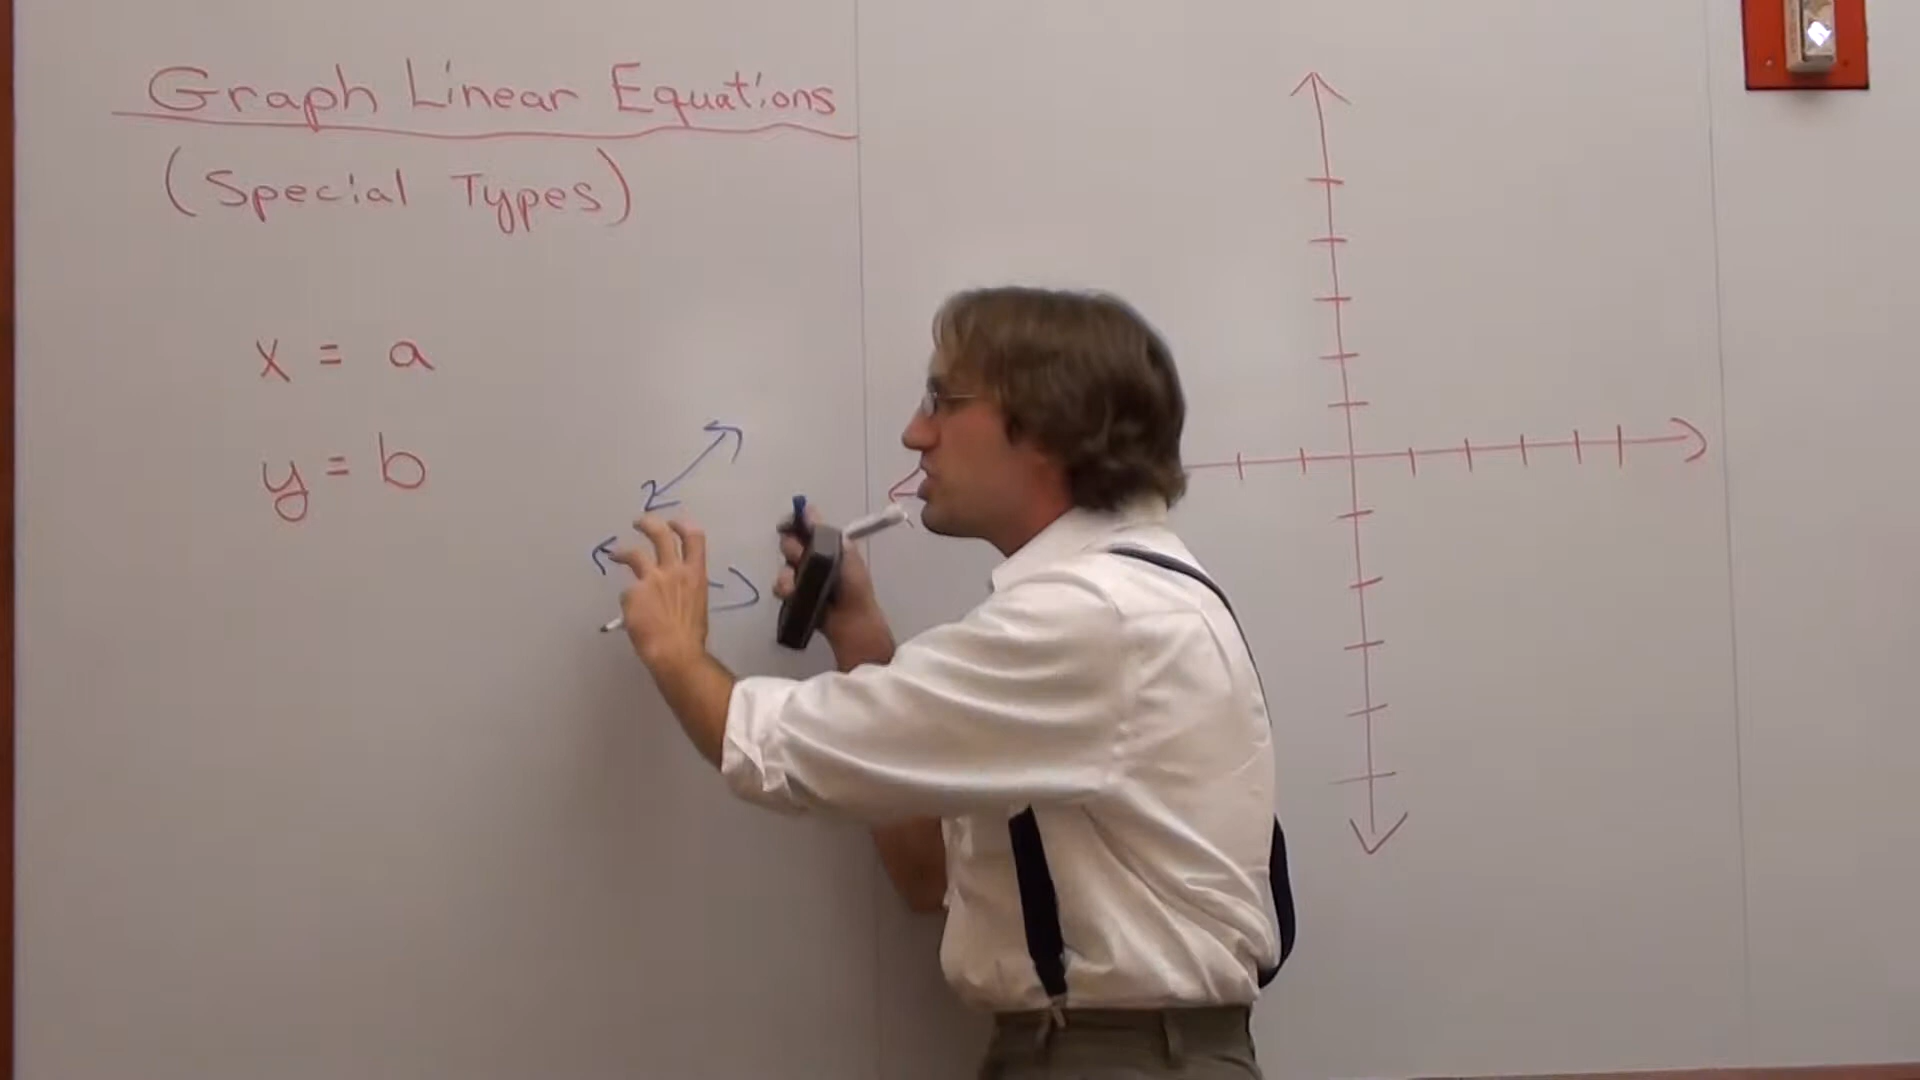 Graph Linear Equations
(Special Types)
x = a
y = b